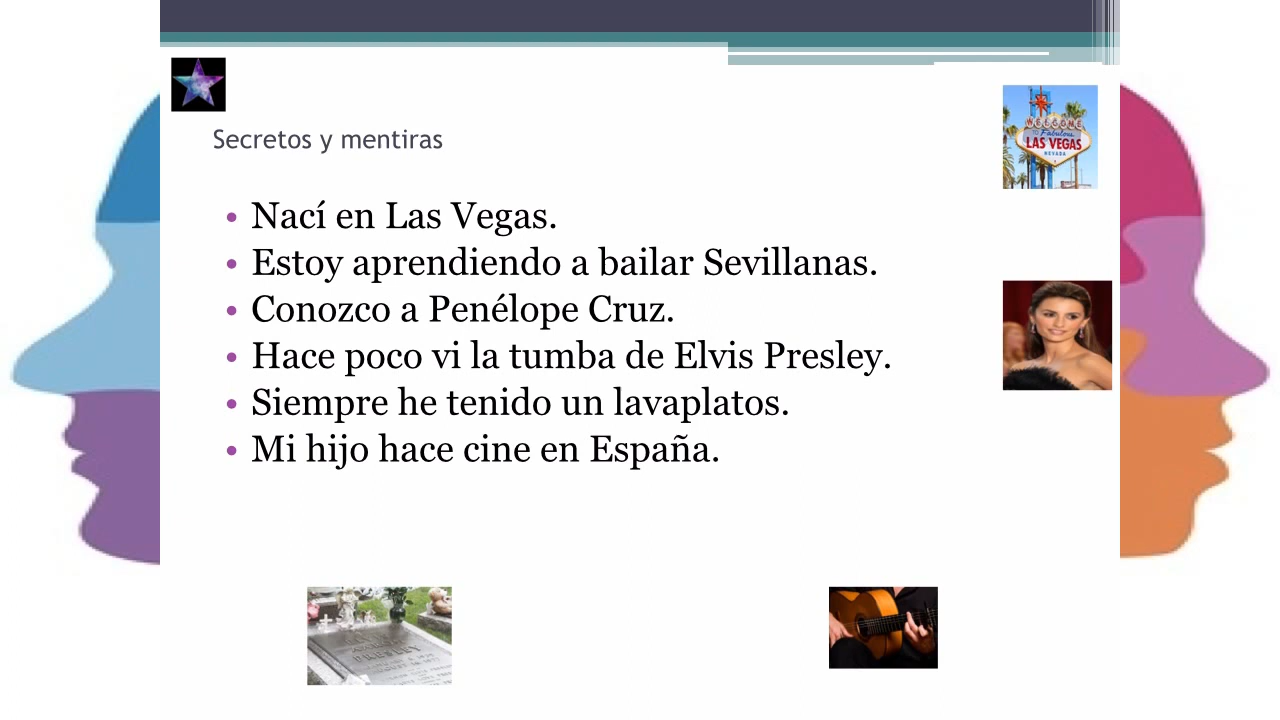 Secretos y mentiras
WELCOME
TO Fabulous
LAS VEGAS
NEVADA
• Nací en Las Vegas.
• Estoy aprendiendo a bailar Sevillanas.
• Conozco a Penélope Cruz.
• Hace poco vi la tumba de Elvis Presley.
• Siempre he tenido un lavaplatos.
• Mi hijo hace cine en España.
PRESLEY